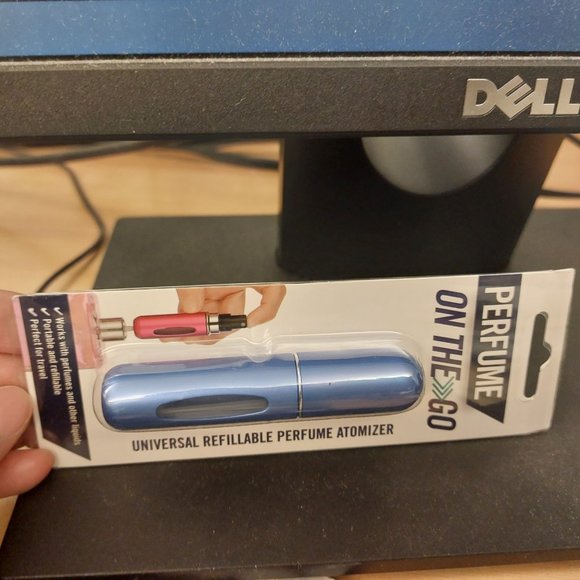 DELL
PERFUME
ON THE GO
✓ Works with perfumes and other liquids
✓ Portable and refillable
✓ Perfect for travel
UNIVERSAL REFILLABLE PERFUME ATOMIZER